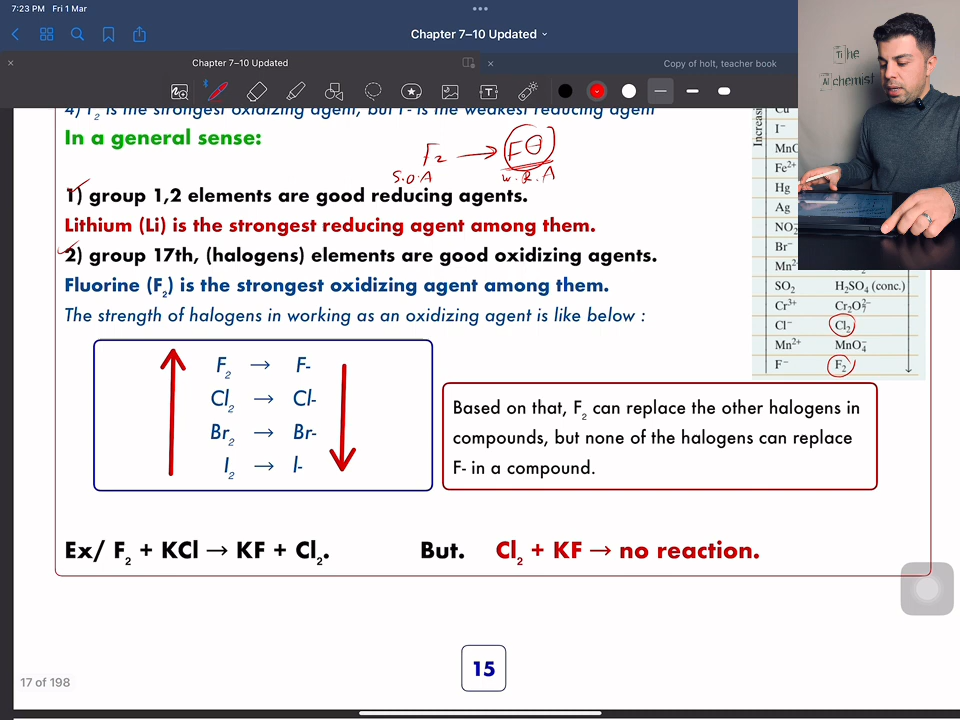 7:23 PM Fri 1 Mar
Chapter 7–10 Updated
Chapter 7–10 Updated
Copy of holt, teacher book
The
Alchemist
4) F₂ is the strongest oxidizing agent, but F- is the weakest reducing agent
In a general sense:
F₂ → F⊖
S.O.A W.R.A
1) group 1,2 elements are good reducing agents.
Lithium (Li) is the strongest reducing agent among them.
2) group 17th, (halogens) elements are good oxidizing agents.
Fluorine (F₂) is the strongest oxidizing agent among them.
The strength of halogens in working as an oxidizing agent is like below :
F₂ → F-
Cl₂ → Cl-
Br₂ → Br-
I₂ → I-
Based on that, F₂ can replace the other halogens in
compounds, but none of the halogens can replace
F- in a compound.
Ex/ F₂ + KCl → KF + Cl₂. But. Cl₂ + KF → no reaction.
15
17 of 198
Increasi
Cu
I⁻
MnO
Fe²⁺
Hg
Ag
NO₂
Br⁻
Mn²
SO₂ H₂SO₄ (conc.)
Cr³⁺ Cr₂O₇²⁻
Cl⁻ Cl₂
Mn²⁺ MnO₄⁻
F⁻ F₂